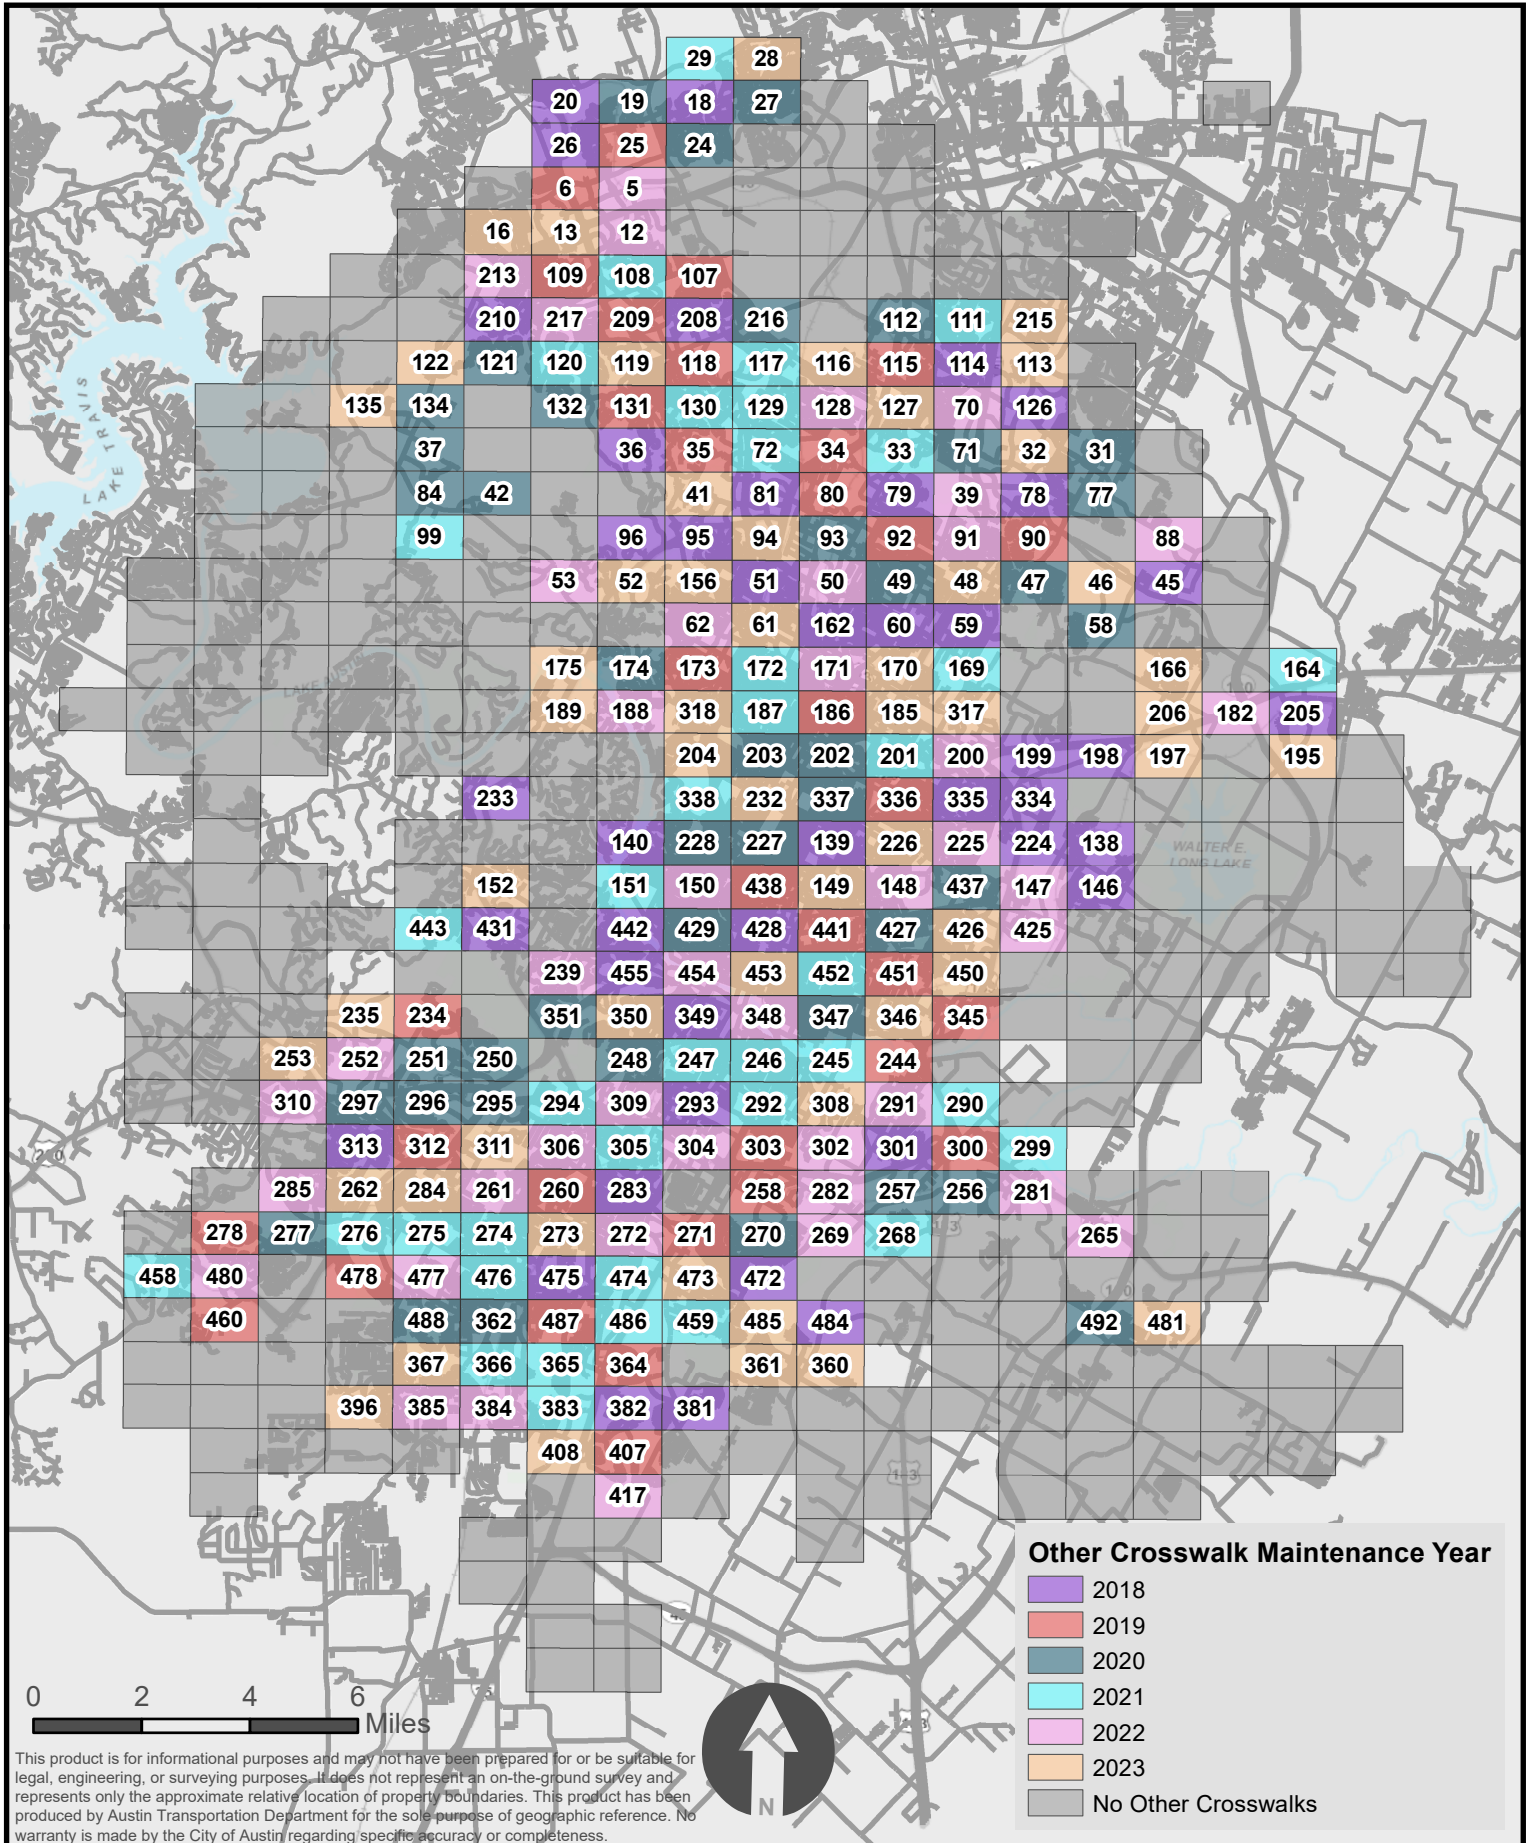 29 28
20 19 18 27
26 25 24
6 5
16 13 12
213 109 108 107
210 217 209 208 216 112 111 215
122 121 120 119 118 117 116 115 114 113
135 134 132 131 130 129 128 127 70 126
37 36 35 72 34 33 71 32 31
84 42 41 81 80 79 39 78 77
LAKE TRAVIS
99 96 95 94 93 92 91 90 88
53 52 156 51 50 49 48 47 46 45
62 61 162 60 59 58
175 174 173 172 171 170 169 166 164
LAKE AUSTIN
189 188 318 187 186 185 317 206 182 205
204 203 202 201 200 199 198 197 195
233 338 232 337 336 335 334
140 228 227 139 226 225 224 138
WALTER E.
LONG LAKE
152 151 150 438 149 148 437 147 146
443 431 442 429 428 441 427 426 425
239 455 454 453 452 451 450
235 234 351 350 349 348 347 346 345
253 252 251 250 248 247 246 245 244
310 297 296 295 294 309 293 292 308 291 290
313 312 311 306 305 304 303 302 301 300 299
285 262 284 261 260 283 258 282 257 256 281
278 277 276 275 274 273 272 271 270 269 268 265
458 480 478 477 476 475 474 473 472
460 488 362 487 486 459 485 484 492 481
367 366 365 364 361 360
396 385 384 383 382 381
408 407
417
Other Crosswalk Maintenance Year
2018
2019
2020
2021
2022
2023
No Other Crosswalks
0 2 4 6
Miles
N
This product is for informational purposes and may not have been prepared for or be suitable for
legal, engineering, or surveying purposes. It does not represent an on-the-ground survey and
represents only the approximate relative location of property boundaries. This product has been
produced by Austin Transportation Department for the sole purpose of geographic reference. No
warranty is made by the City of Austin regarding specific accuracy or completeness.